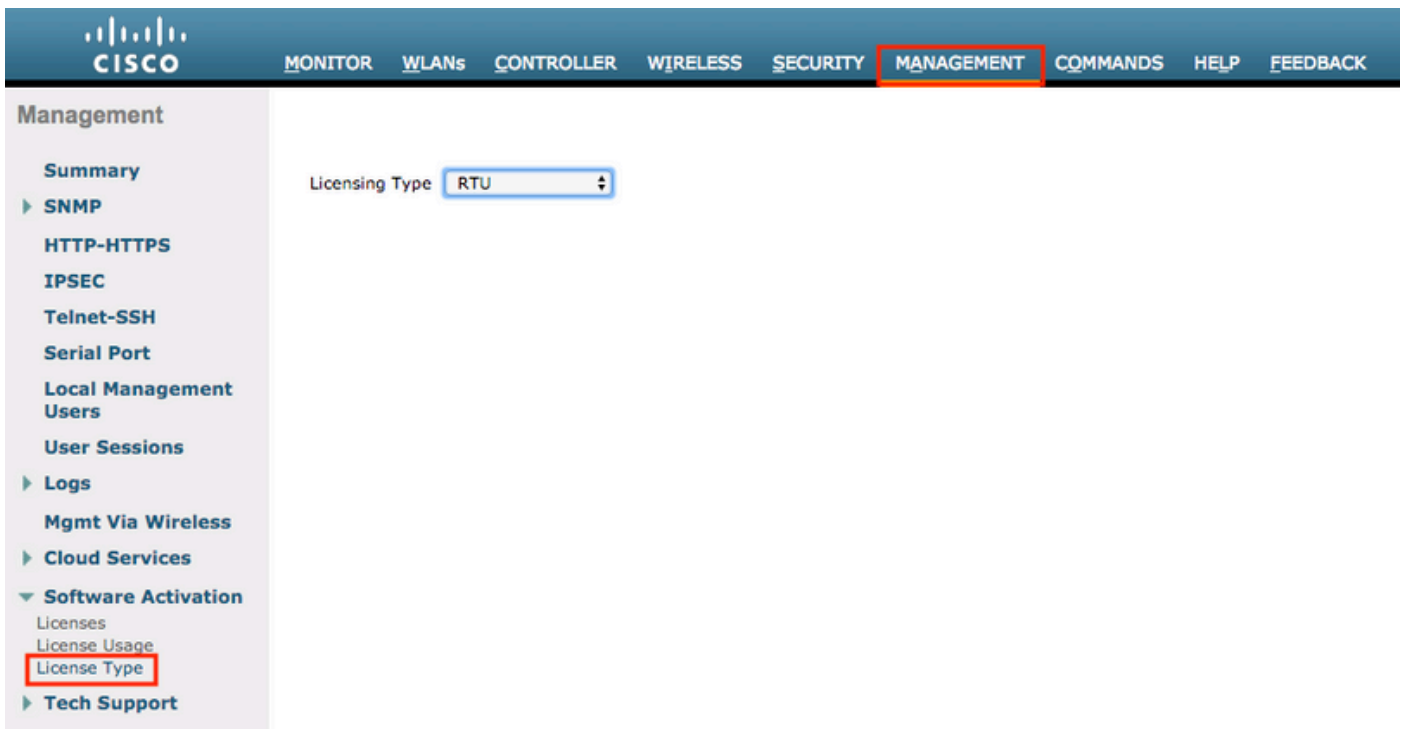 CISCO
MONITOR WLANs CONTROLLER WIRELESS SECURITY MANAGEMENT COMMANDS HELP FEEDBACK
Management
Summary
SNMP
HTTP-HTTPS
IPSEC
Telnet-SSH
Serial Port
Local Management
Users
User Sessions
Logs
Mgmt Via Wireless
Cloud Services
Software Activation
Licenses
License Usage
License Type
Tech Support
Licensing Type RTU